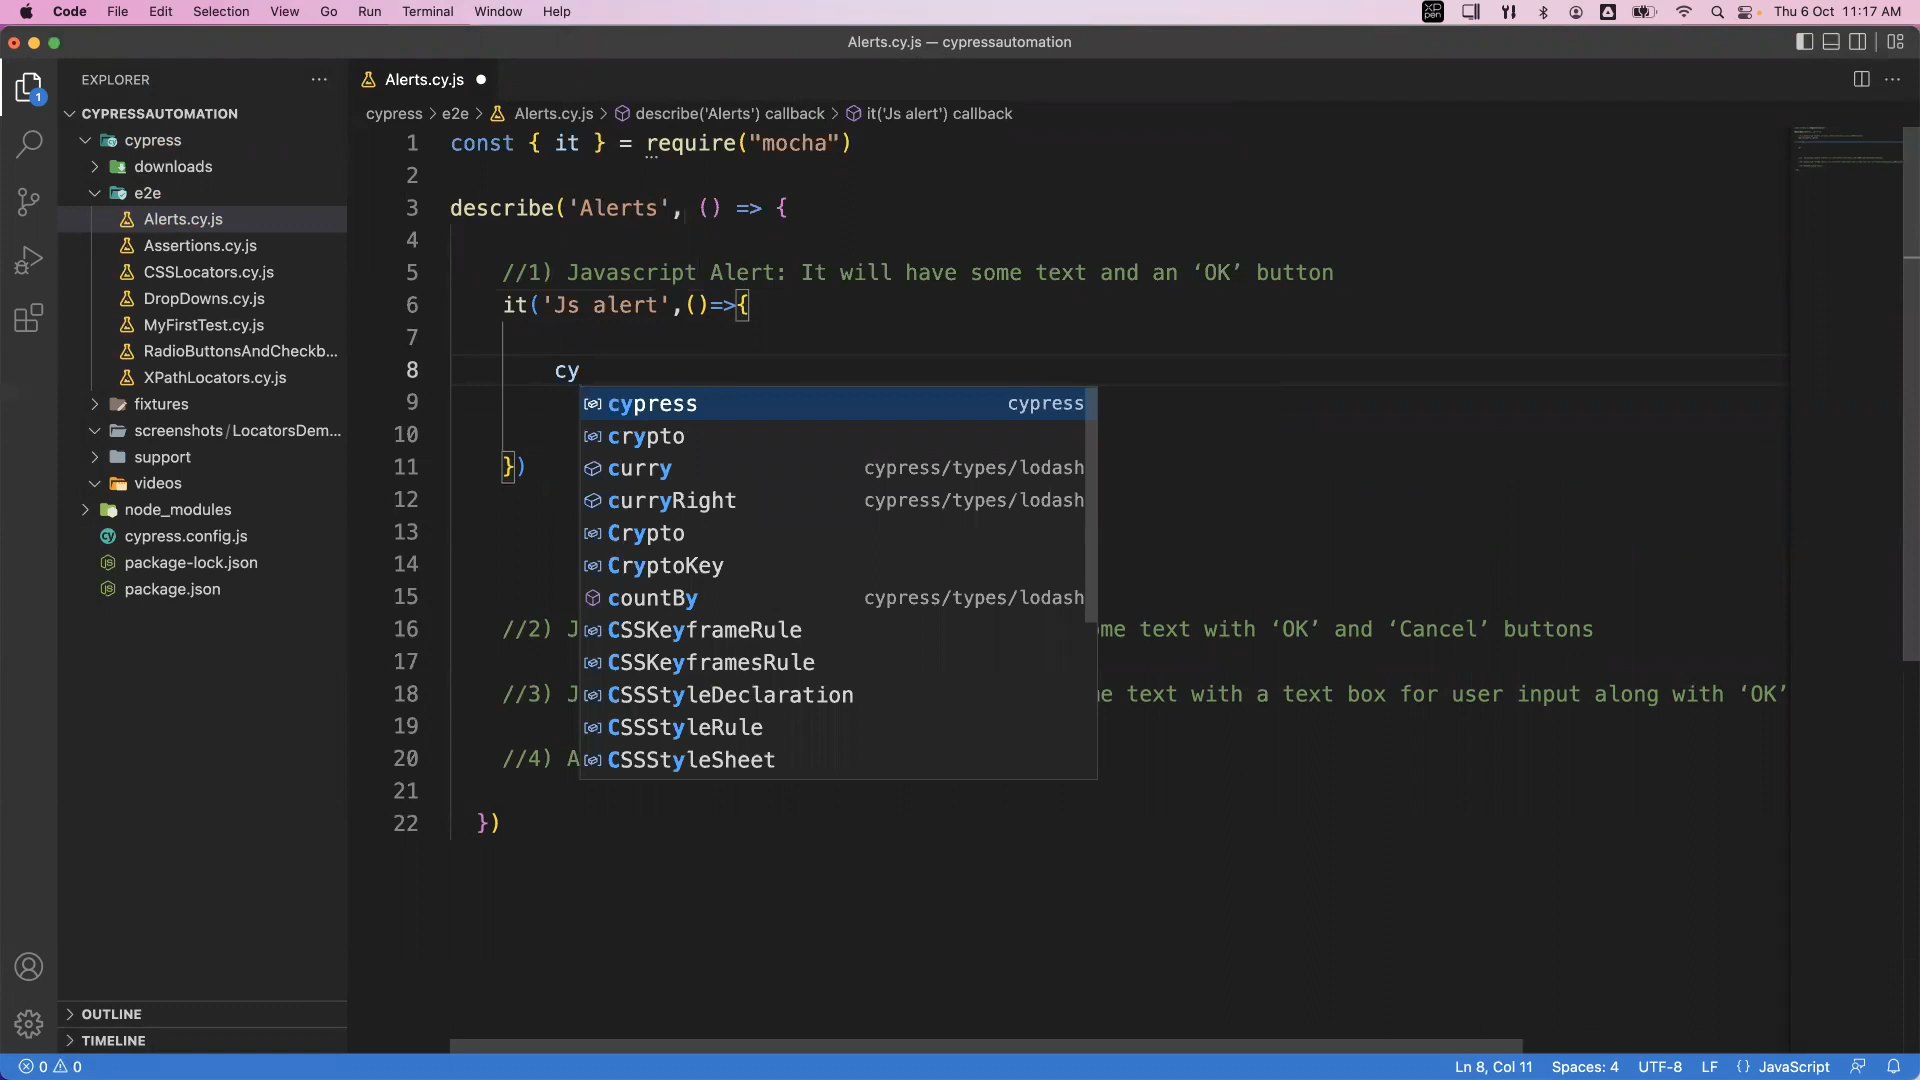 Code File Edit Selection View Go Run Terminal Window Help
XP PEN
Thu 6 Oct 11:17 AM
Alerts.cy.js — cypressautomation
EXPLORER
Alerts.cy.js
cypress > e2e > Alerts.cy.js > describe('Alerts') callback > it('Js alert') callback
1
CYPRESSAUTOMATION
cypress
downloads
e2e
Alerts.cy.js
Assertions.cy.js
CSSLocators.cy.js
DropDowns.cy.js
MyFirstTest.cy.js
RadioButtonsAndCheckb...
XPathLocators.cy.js
fixtures
screenshots/LocatorsDem...
support
videos
node_modules
cypress.config.js
package-lock.json
package.json
OUTLINE
TIMELINE
1 const { it } = require("mocha")
2
3 describe('Alerts', () => {
4
5 //1) Javascript Alert: It will have some text and an ‘OK’ button
6 it('Js alert',()=>{
7
8 cy
9
10
11 })
12
13
14
15
16 //2) J me text with ‘OK’ and ‘Cancel’ buttons
17
18 //3) J e text with a text box for user input along with ‘OK’
19
20 //4) A
21
22 })
cypress cypress
crypto
curry cypress/types/lodash
curryRight cypress/types/lodash
Crypto
CryptoKey
countBy cypress/types/lodash
CSSKeyframeRule
CSSKeyframesRule
CSSStyleDeclaration
CSSStyleRule
CSSStyleSheet
0 0
Ln 8, Col 11 Spaces: 4 UTF-8 LF {} JavaScript